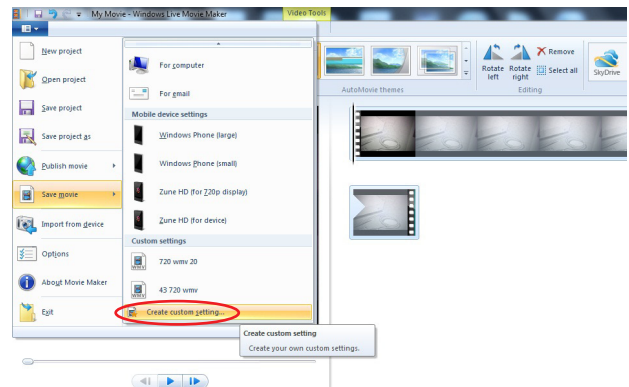 My Movie - Windows Live Movie Maker
Video Tools
New project
Open project
Save project
Save project as
Publish movie
Save movie
Import from device
Options
About Movie Maker
Exit
For computer
For email
Mobile device settings
Windows Phone (large)
Windows Phone (small)
Zune HD (for 720p display)
Zune HD (for device)
Custom settings
WMV
720 wmv 20
WMV
43 720 wmv
Create custom setting...
Create custom setting
Create your own custom settings.
AutoMovie themes
Rotate left
Rotate right
Remove
Select all
Editing
SkyDrive